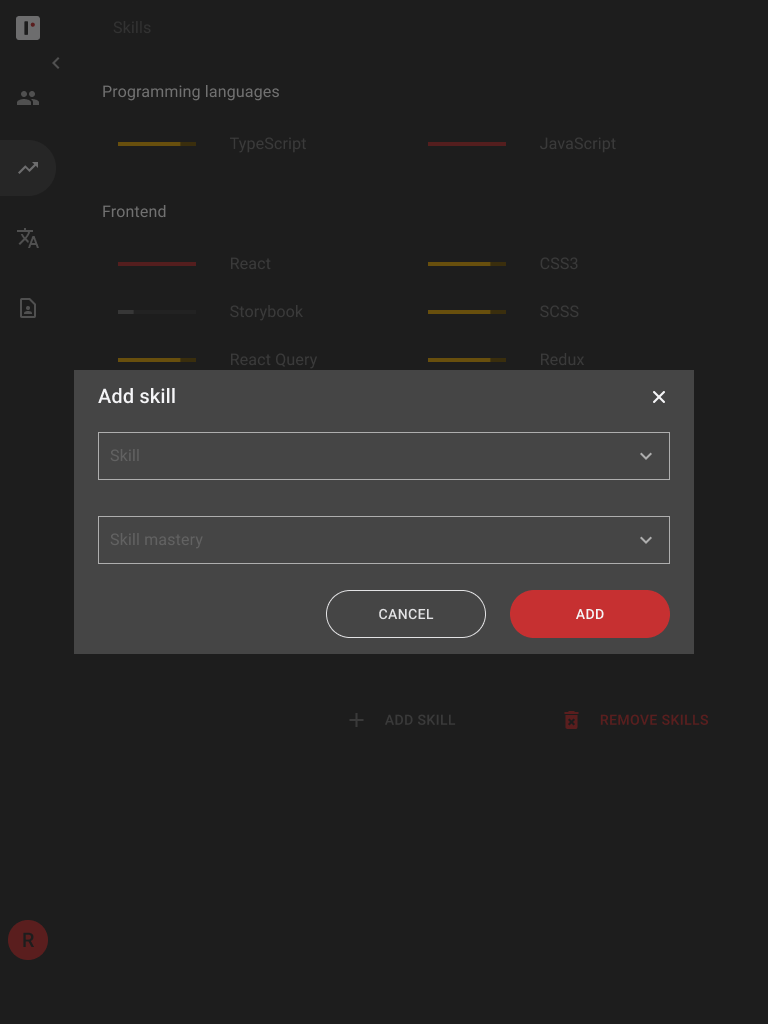 Skills
Programming languages
TypeScript JavaScript
Frontend
React CSS3
Storybook SCSS
React Query Redux
Add skill
Skill
Skill mastery
CANCEL ADD
ADD SKILL REMOVE SKILLS
R